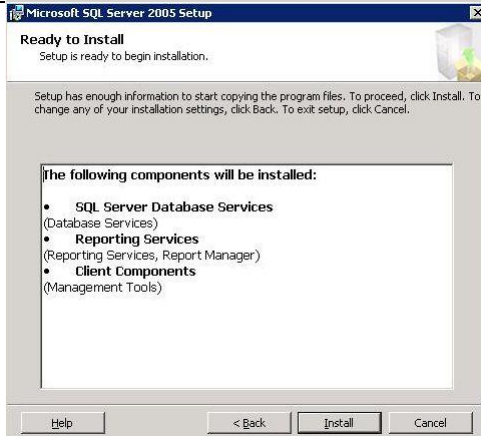 Microsoft SQL Server 2005 Setup
Ready to Install
Setup is ready to begin installation.
Setup has enough information to start copying the program files. To proceed, click Install. To
change any of your installation settings, click Back. To exit setup, click Cancel.
The following components will be installed:
• SQL Server Database Services
(Database Services)
• Reporting Services
(Reporting Services, Report Manager)
• Client Components
(Management Tools)
Help
< Back
Install
Cancel